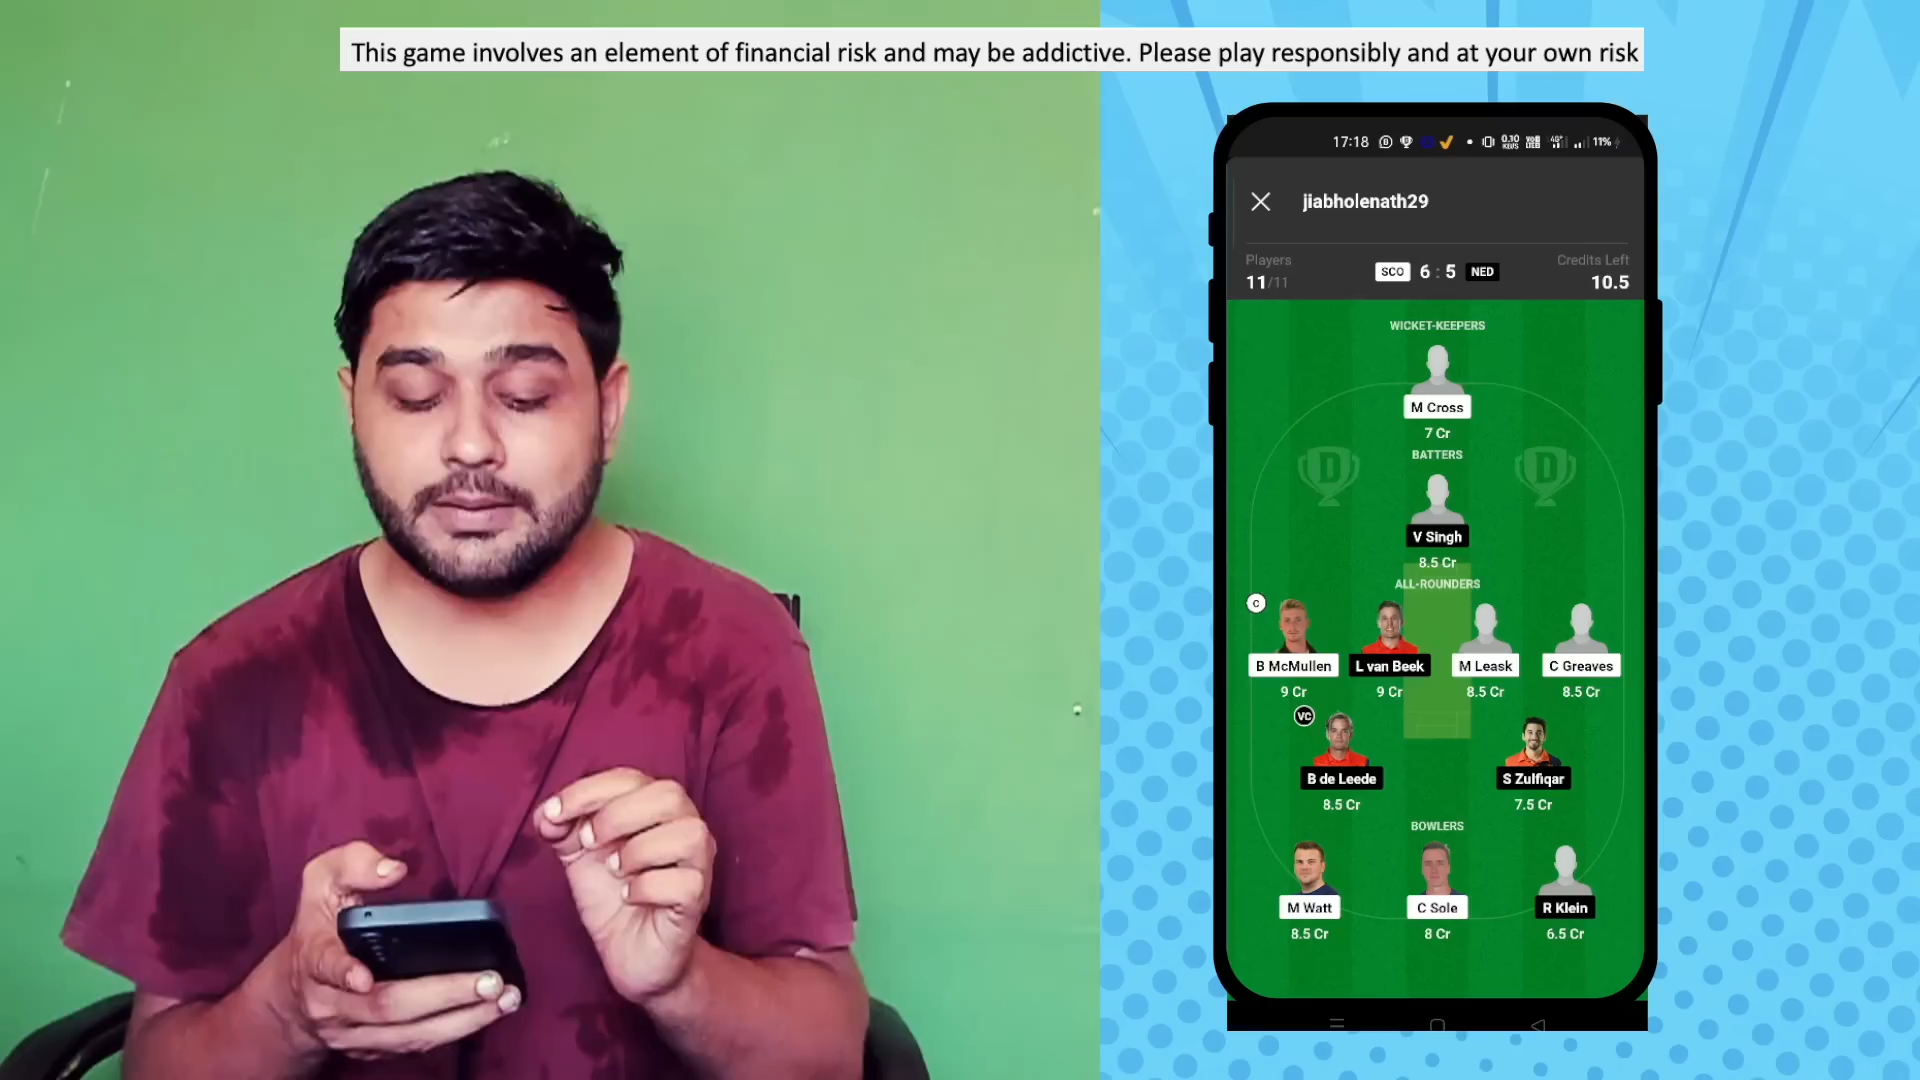 This game involves an element of financial risk and may be addictive. Please play responsibly and at your own risk
17:18
11%
jiabholenath29
Players
Credits Left
11/11
SCO 6 : 5 NED
10.5
WICKET-KEEPERS
M Cross
7 Cr
BATTERS
D
D
V Singh
8.5 Cr
ALL-ROUNDERS
C
B McMullen
L van Beek
M Leask
C Greaves
9 Cr
9 Cr
8.5 Cr
8.5 Cr
VC
B de Leede
S Zulfiqar
8.5 Cr
7.5 Cr
BOWLERS
M Watt
C Sole
R Klein
8.5 Cr
8 Cr
6.5 Cr